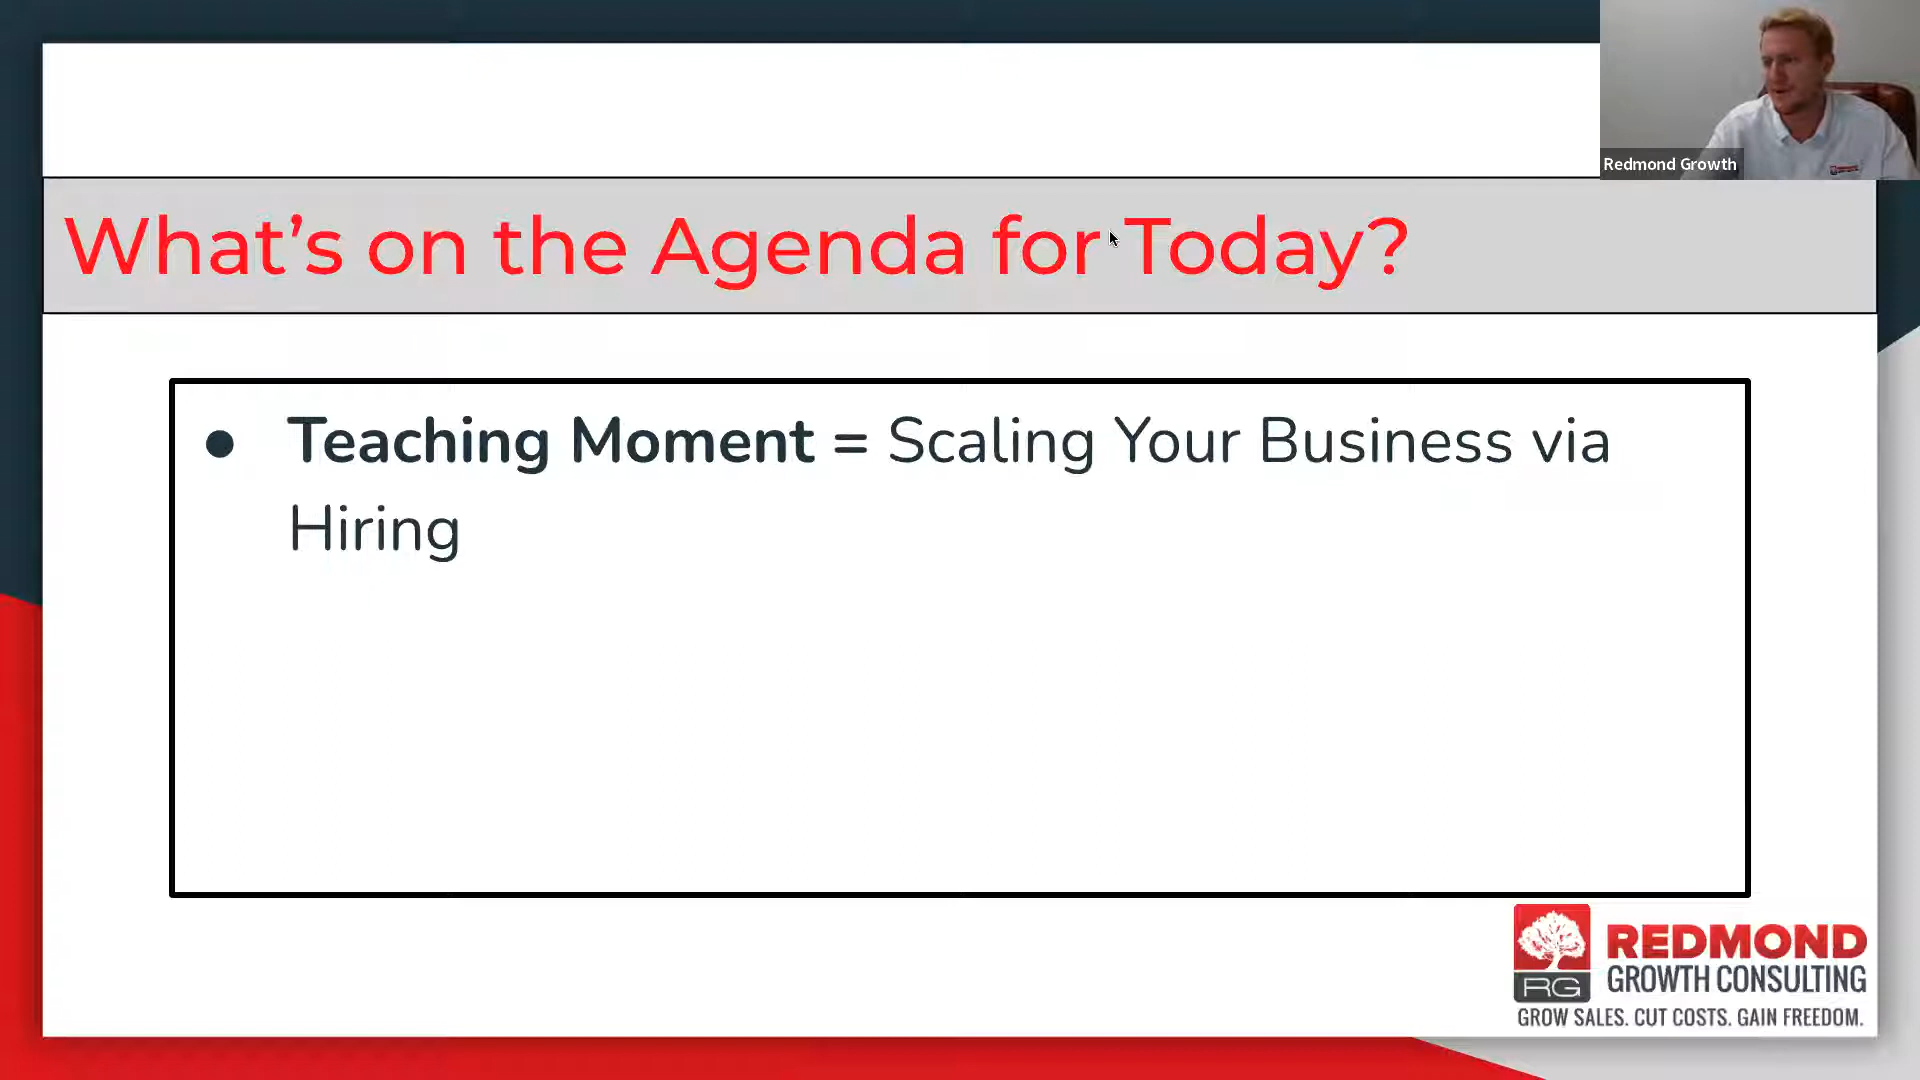 Redmond Growth
What's on the Agenda for Today?
● Teaching Moment = Scaling Your Business via
Hiring
RG
REDMOND
GROWTH CONSULTING
GROW SALES. CUT COSTS. GAIN FREEDOM.